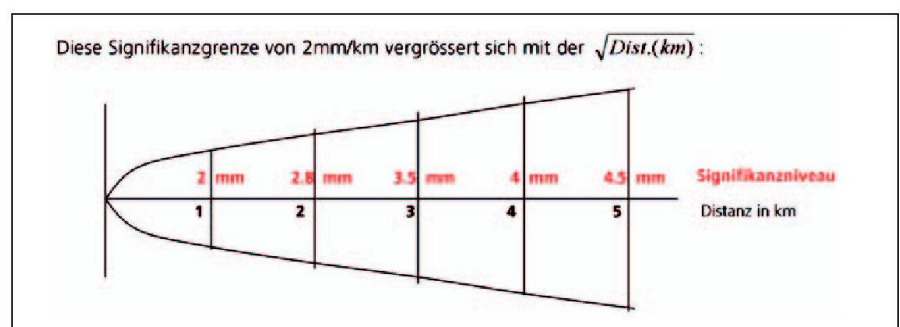 Diese Signifikanzgrenze von 2mm/km vergrössert sich mit der √Dist.(km) :
2 mm 2.8 mm 3.5 mm 4 mm 4.5 mm Signifikanzniveau
1 2 3 4 5 Distanz in km